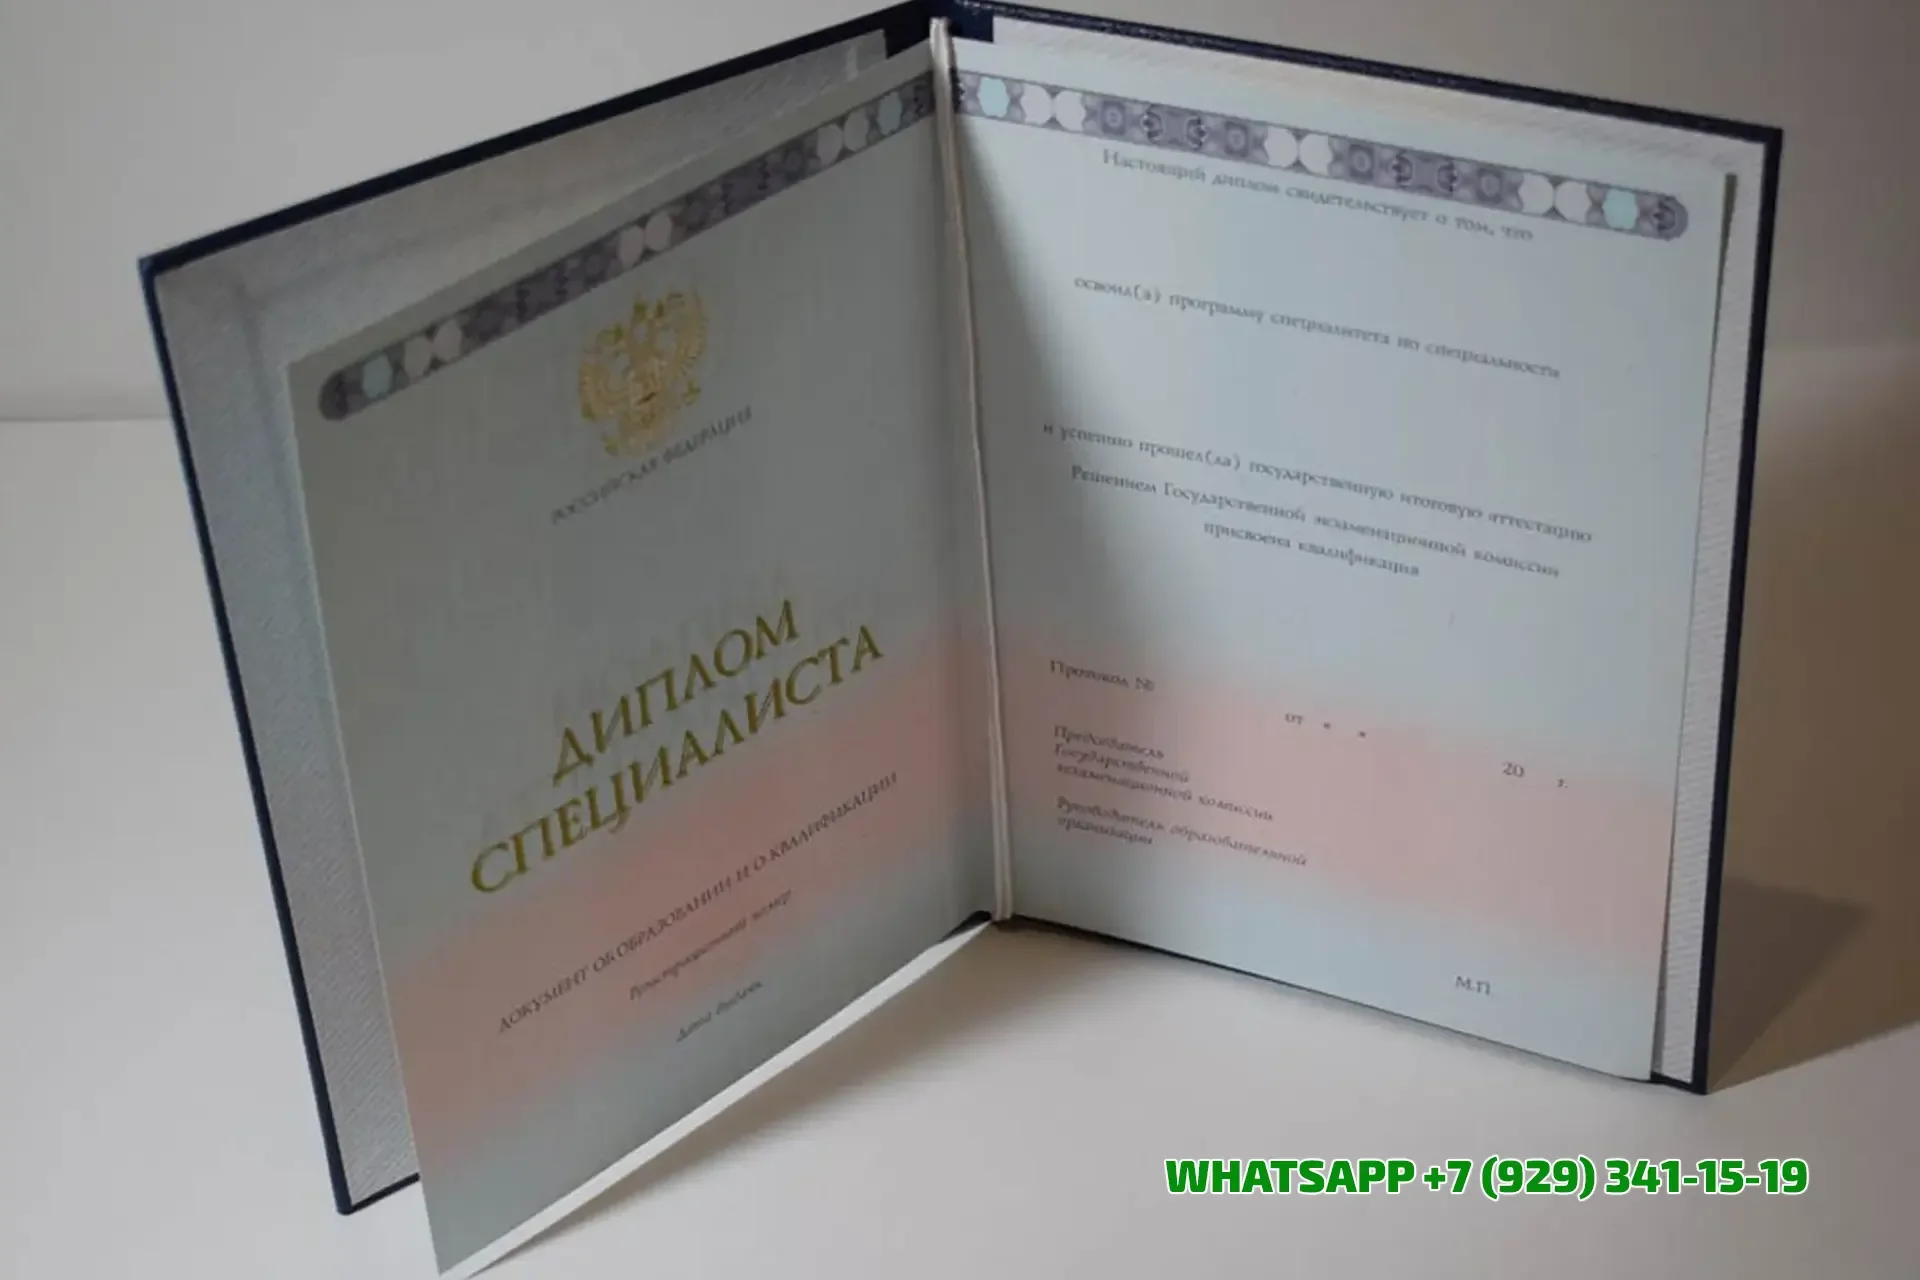 РОССИЙСКАЯ ФЕДЕРАЦИЯ
ДИПЛОМ
СПЕЦИАЛИСТА
ДОКУМЕНТ ОБ ОБРАЗОВАНИИ И О КВАЛИФИКАЦИИ
Регистрационный номер
Дата выдачи
Настоящий диплом свидетельствует о том, что
освоил(а) программу специалитета по специальности
и успешно прошел(ла) государственную итоговую аттестацию
Решением Государственной экзаменационной комиссии
присвоена квалификация
Протокол №
от « »
20 г.
Председатель
Государственной
экзаменационной комиссии
Руководитель образовательной
организации
М.П.
WHATSAPP +7 (929) 341-15-19